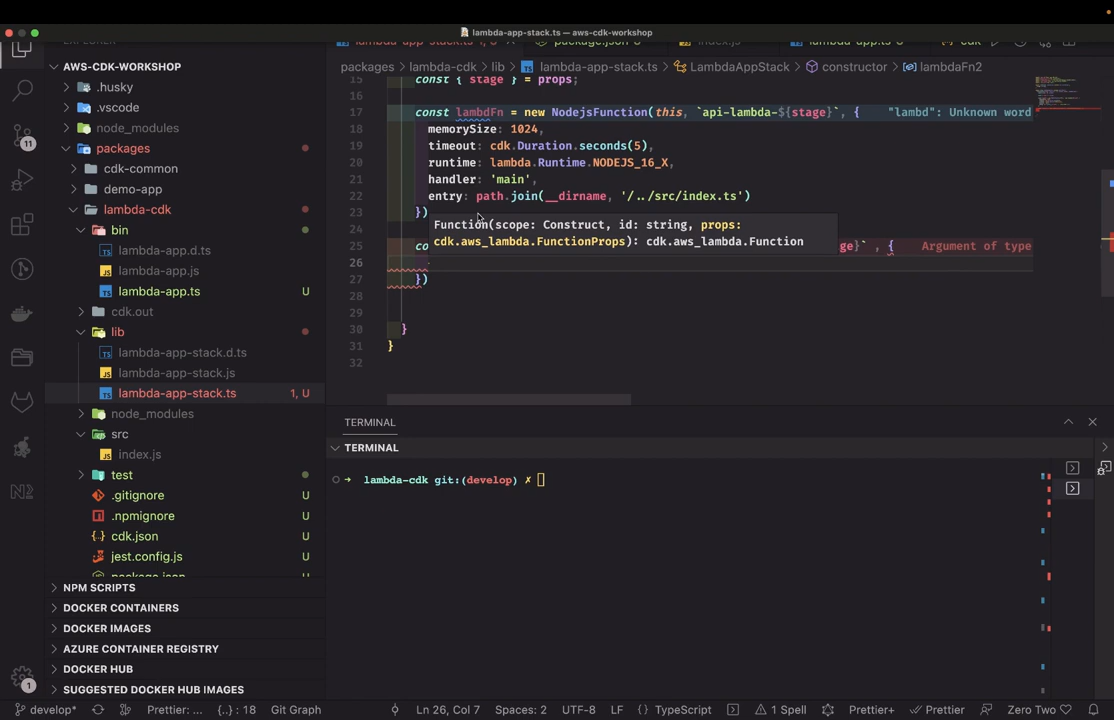 lambda-app-stack.ts — aws-cdk-workshop
AWS-CDK-WORKSHOP
.husky
.vscode
node_modules
packages
cdk-common
demo-app
lambda-cdk
bin
lambda-app.d.ts
lambda-app.js
lambda-app.ts U
cdk.out
lib
lambda-app-stack.d.ts
lambda-app-stack.js
lambda-app-stack.ts 1, U
node_modules
src
index.js
test
.gitignore U
.npmignore U
cdk.json U
jest.config.js U
package.json
NPM SCRIPTS
DOCKER CONTAINERS
DOCKER IMAGES
AZURE CONTAINER REGISTRY
DOCKER HUB
SUGGESTED DOCKER HUB IMAGES
11
1
packages > lambda-cdk > lib > lambda-app-stack.ts > LambdaAppStack > constructor > lambdaFn2
15 const { stage } = props;
16
17 const lambdFn = new NodejsFunction(this, `api-lambda-${stage}`, { "lambd": Unknown word
18 memorySize: 1024,
19 timeout: cdk.Duration.seconds(5),
20 runtime: lambda.Runtime.NODEJS_16_X,
21 handler: 'main',
22 entry: path.join(__dirname, '/../src/index.ts')
23 })
Function(scope: Construct, id: string, props:
cdk.aws_lambda.FunctionProps): cdk.aws_lambda.Function
24
25 co ge}` , { Argument of type
26
27 })
28
29
30 }
31 }
32
TERMINAL
TERMINAL
lambda-cdk git:(develop) ✗
develop* Prettier: ... {..} : 18 Git Graph Ln 26, Col 7 Spaces: 2 UTF-8 LF {} TypeScript 1 Spell Prettier+ Prettier Zero Two